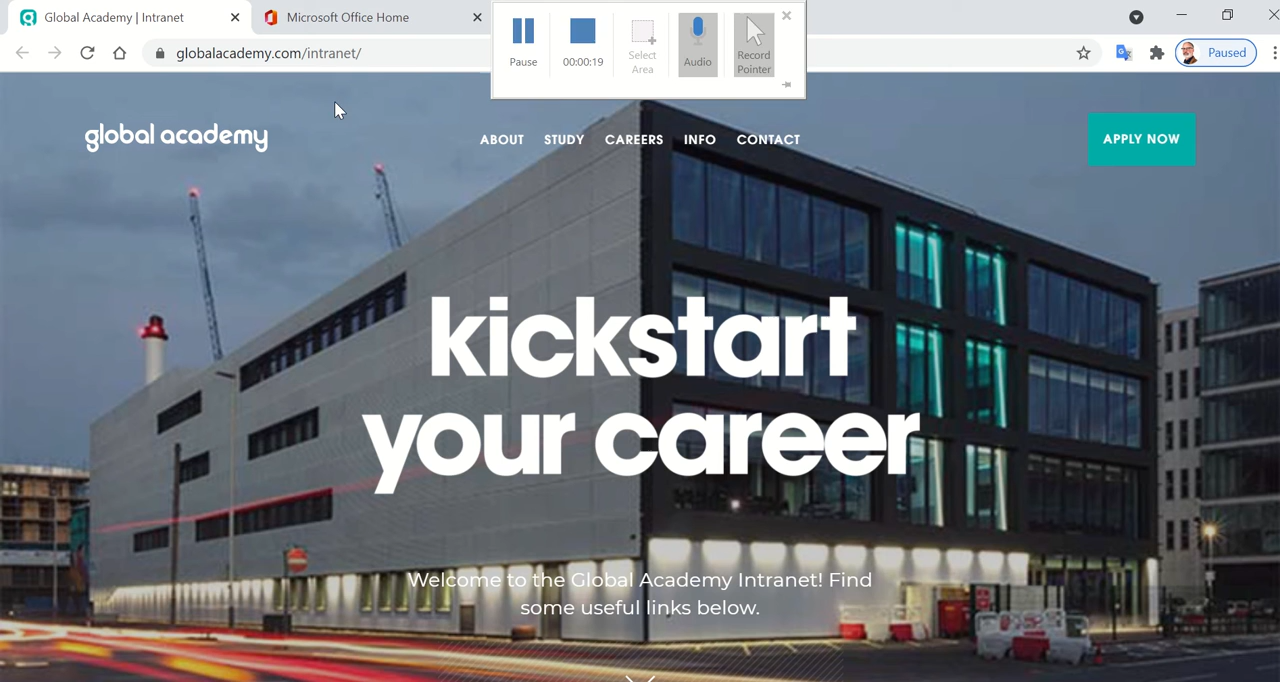 Global Academy | Intranet
Microsoft Office Home
globalacademy.com/intranet/
Paused
Pause
00:00:19
Select
Area
Audio
Record
Pointer
global academy
ABOUT
STUDY
CAREERS
INFO
CONTACT
APPLY NOW
kickstart
your career
Welcome to the Global Academy Intranet! Find
some useful links below.